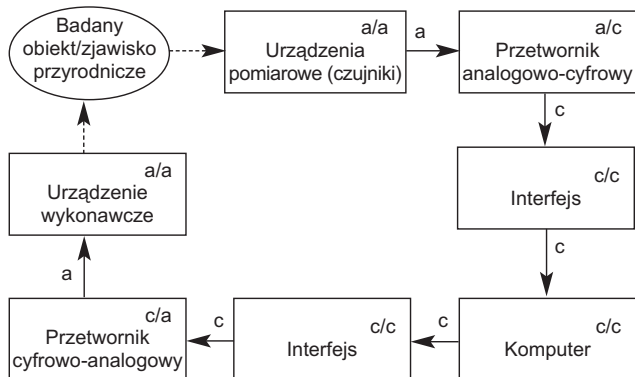 Badany
obiekt/zjawisko
przyrodnicze
a/a
Urządzenia
pomiarowe (czujniki)
a
a/c
Przetwornik
analogowo-cyfrowy
c
c/c
Interfejs
c
c/c
Komputer
c
c/c
Interfejs
c
c/a
Przetwornik
cyfrowo-analogowy
a
a/a
Urządzenie
wykonawcze